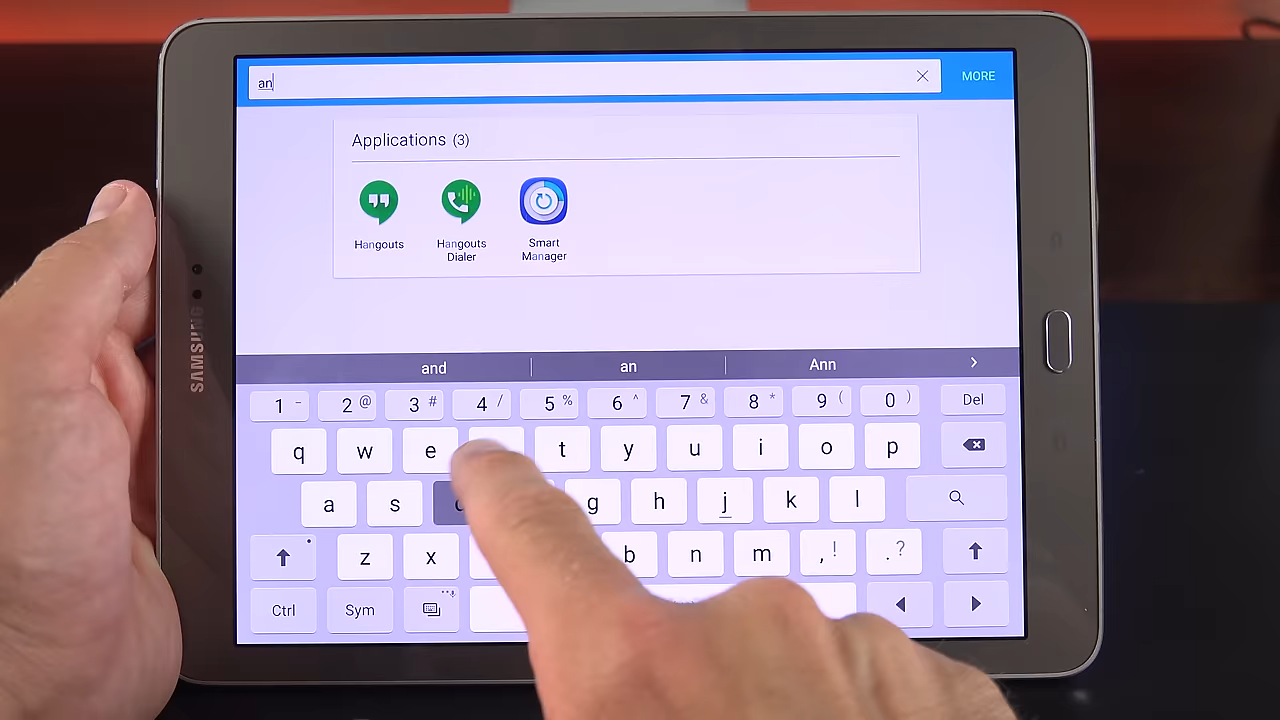 an
MORE
Applications (3)
Hangouts
Hangouts Dialer
Smart Manager
SAMSUNG
and an Ann >
1 - 2 @ 3 # 4 / 5 % 6 ^ 7 & 8 * 9 ( 0 ) Del
q w e t y u i o p
a s g h j k l
z x b n m , ! . ?
Ctrl Sym